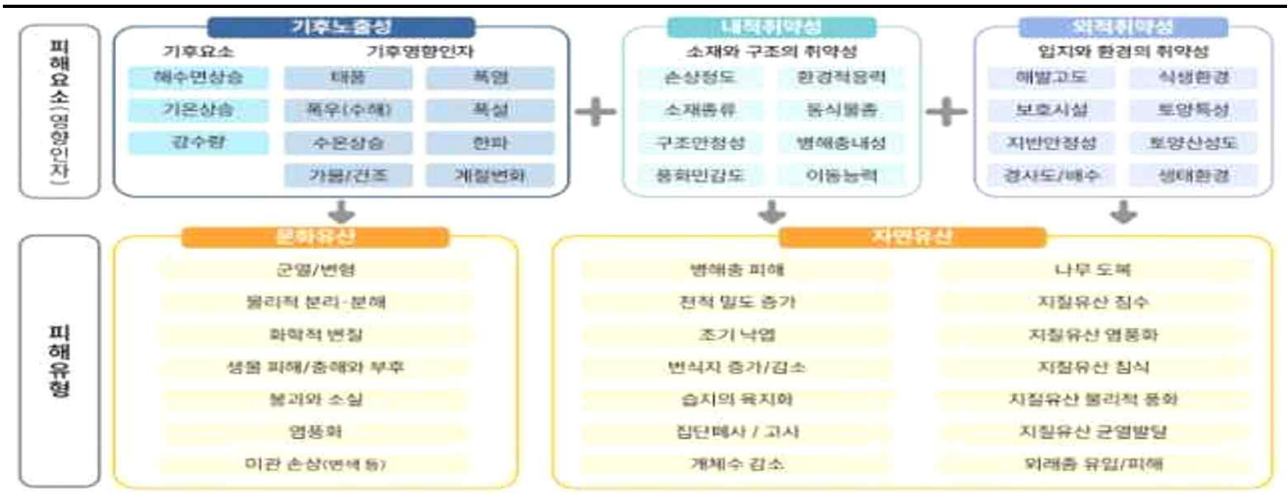 피해요소(영향인자)
기후노출성
기후요소 기후영향인자
해수면상승 태풍 폭염
기온상승 폭우(수해) 폭설
강수량 수온상승 한파
가뭄/건조 계절변화
내적취약성
소재와 구조의 취약성
손상정도 환경적응력
소재종류 동식물종
구조안정성 병해충내성
풍화민감도 이동능력
외적취약성
입지와 환경의 취약성
해발고도 식생환경
보호시설 토양특성
지반안정성 토양산성도
경사도/배수 생태환경
피해유형
문화유산
균열/변형
물리적 분리·분해
화학적 변질
생물 피해/충해와 부후
붕괴와 소실
염풍화
미관 손상(변색 등)
자연유산
병해충 피해 나무 도복
천적 밀도 증가 지질유산 침수
조기 낙엽 지질유산 염풍화
번식지 증가/감소 지질유산 침식
습지의 육지화 지질유산 물리적 풍화
집단폐사 / 고사 지질유산 균열발달
개체수 감소 외래종 유입/피해